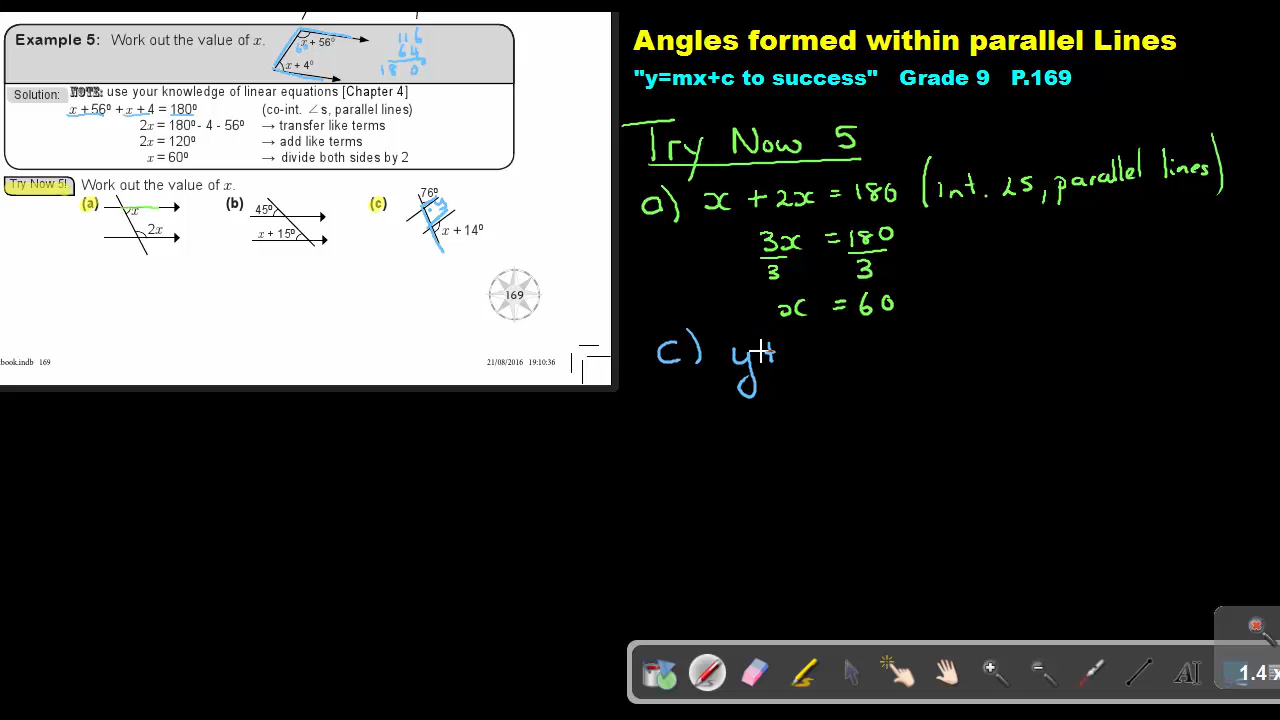 Angles formed within parallel Lines
"y=mx+c to success" Grade 9 P.169
Example 5: Work out the value of x.
x + 56°
x + 4°
116
64
180
Solution: NOTE: use your knowledge of linear equations [Chapter 4]
x + 56° + x + 4 = 180° (co-int. ∠s, parallel lines)
2x = 180° - 4 - 56° → transfer like terms
2x = 120° → add like terms
x = 60° → divide both sides by 2
Try Now 5! Work out the value of x.
(a) x 2x
(b) 45° x + 15°
(c) 76° x + 14°
169
book.indb 169 21/08/2016 19:10:36
Try Now 5
a) x + 2x = 180 (int. ∠s, parallel lines)
3x = 180
3 3
x = 60
c) y+
AI
1.4 x